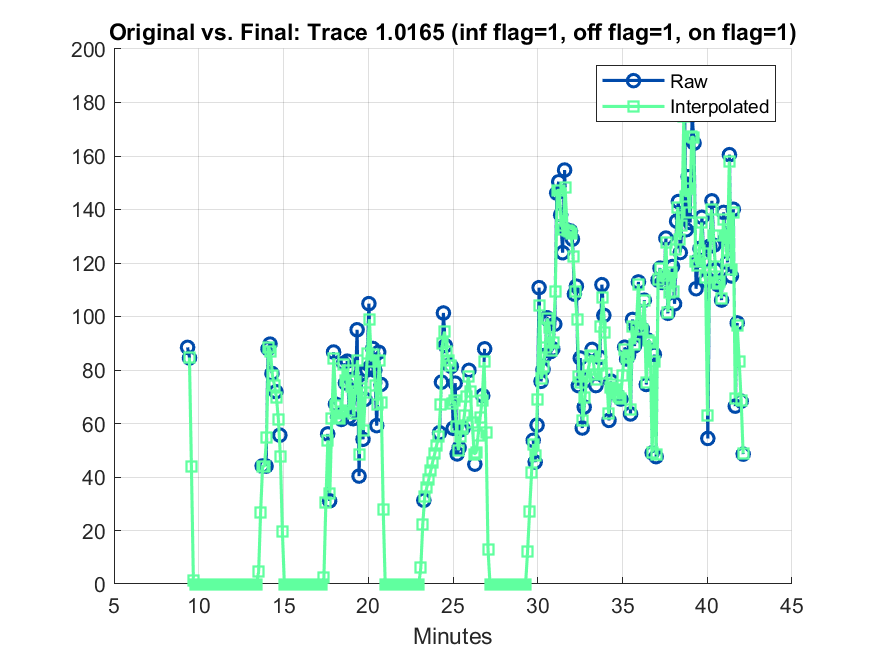 Original vs. Final: Trace 1.0165 (inf flag=1, off flag=1, on flag=1)
200
180
160
140
120
100
80
60
40
20
0
Raw
Interpolated
5 10 15 20 25 30 35 40 45
Minutes